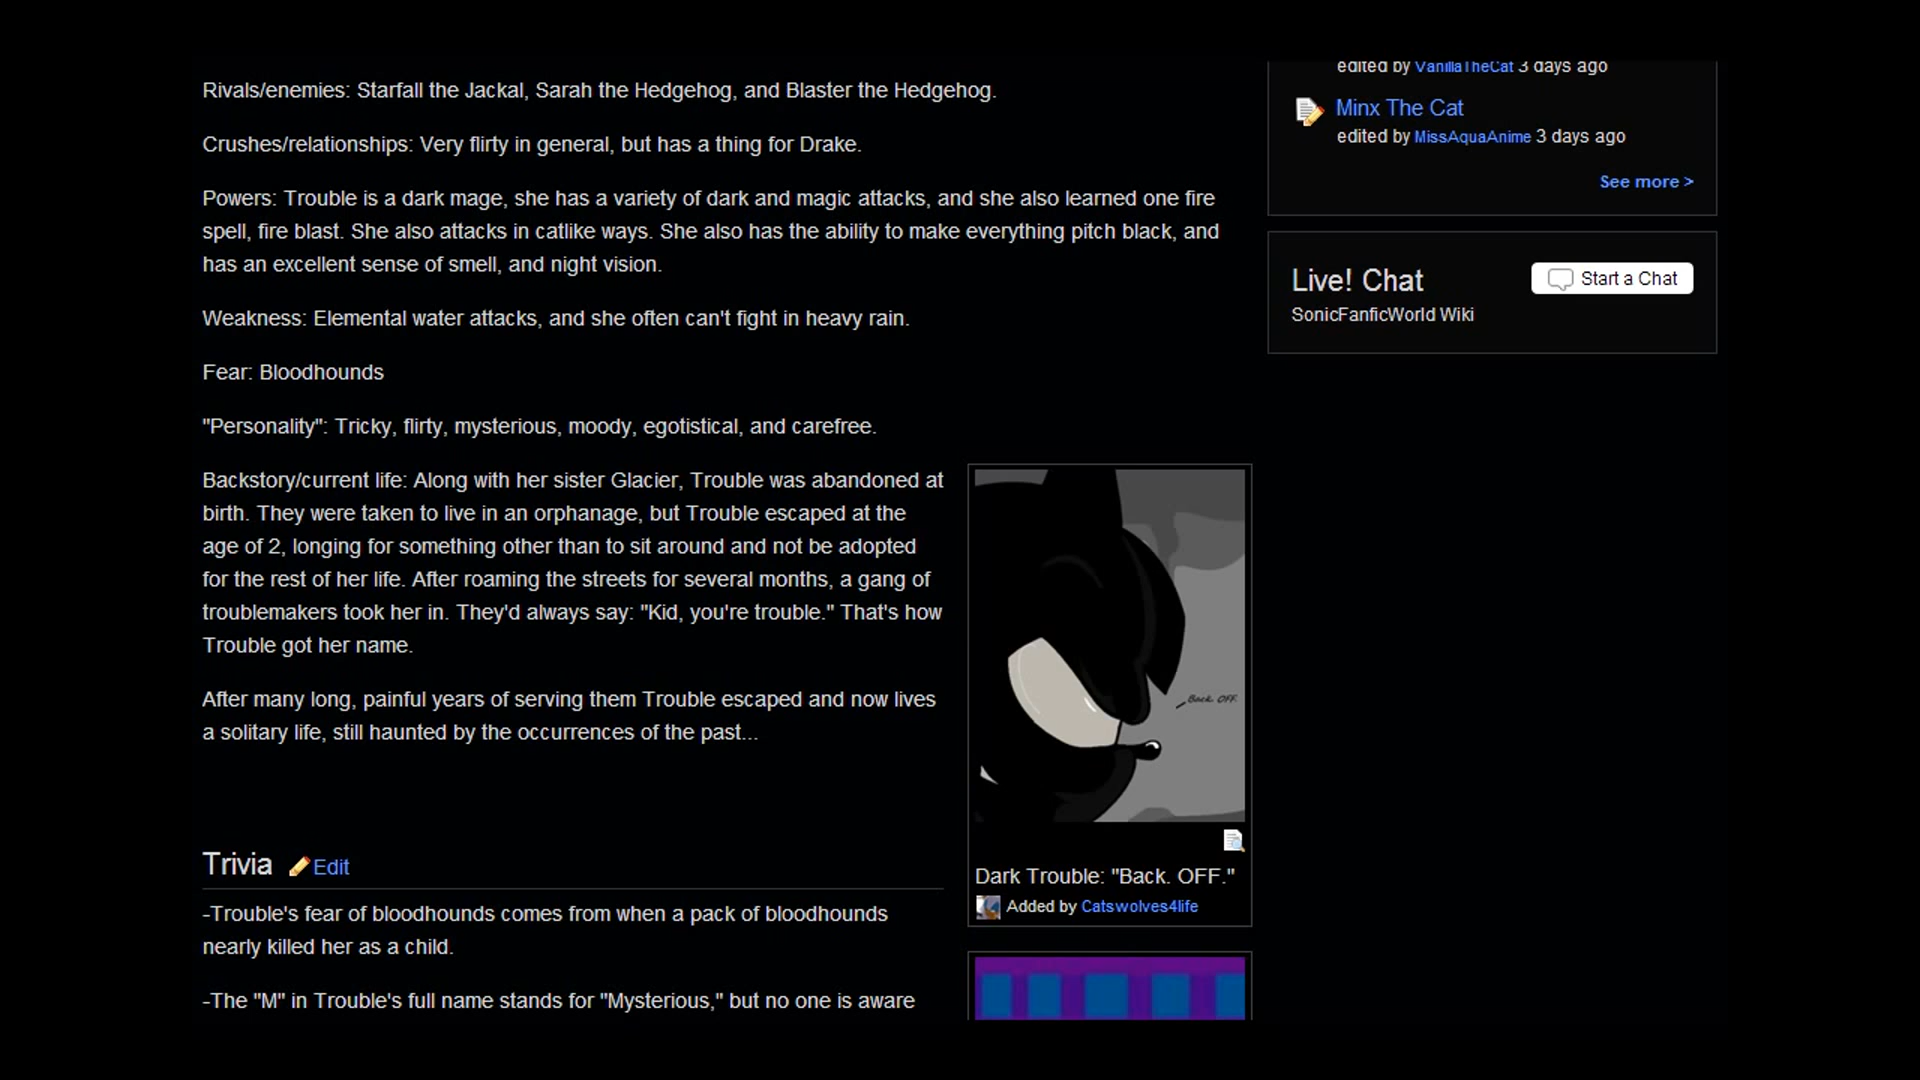 Rivals/enemies: Starfall the Jackal, Sarah the Hedgehog, and Blaster the Hedgehog.
Crushes/relationships: Very flirty in general, but has a thing for Drake.
Powers: Trouble is a dark mage, she has a variety of dark and magic attacks, and she also learned one fire
spell, fire blast. She also attacks in catlike ways. She also has the ability to make everything pitch black, and
has an excellent sense of smell, and night vision.
Weakness: Elemental water attacks, and she often can't fight in heavy rain.
Fear: Bloodhounds
"Personality": Tricky, flirty, mysterious, moody, egotistical, and carefree.
Backstory/current life: Along with her sister Glacier, Trouble was abandoned at
birth. They were taken to live in an orphanage, but Trouble escaped at the
age of 2, longing for something other than to sit around and not be adopted
for the rest of her life. After roaming the streets for several months, a gang of
troublemakers took her in. They'd always say: "Kid, you're trouble." That's how
Trouble got her name.
After many long, painful years of serving them Trouble escaped and now lives
a solitary life, still haunted by the occurrences of the past...
Trivia Edit
-Trouble's fear of bloodhounds comes from when a pack of bloodhounds
nearly killed her as a child.
-The "M" in Trouble's full name stands for "Mysterious," but no one is aware
Back. OFF.
Dark Trouble: "Back. OFF."
Added by Catswolves4life
edited by VanillaTheCat 3 days ago
Minx The Cat
edited by MissAquaAnime 3 days ago
See more >
Live! Chat
Start a Chat
SonicFanficWorld Wiki